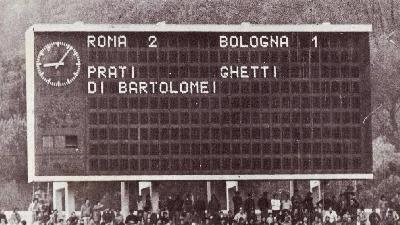 ROMA 2 BOLOGNA 1
PRATI GHETTI
DI BARTOLOMEI